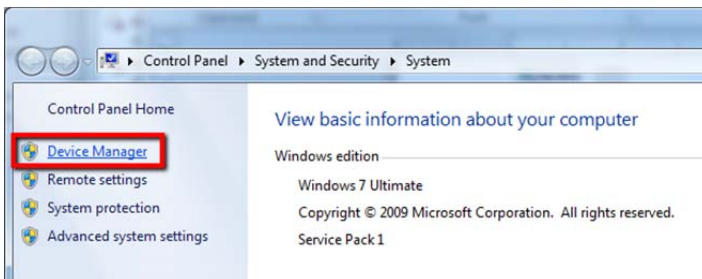 Control Panel System and Security System
Control Panel Home
Device Manager
Remote settings
System protection
Advanced system settings
View basic information about your computer
Windows edition
Windows 7 Ultimate
Copyright © 2009 Microsoft Corporation. All rights reserved.
Service Pack 1